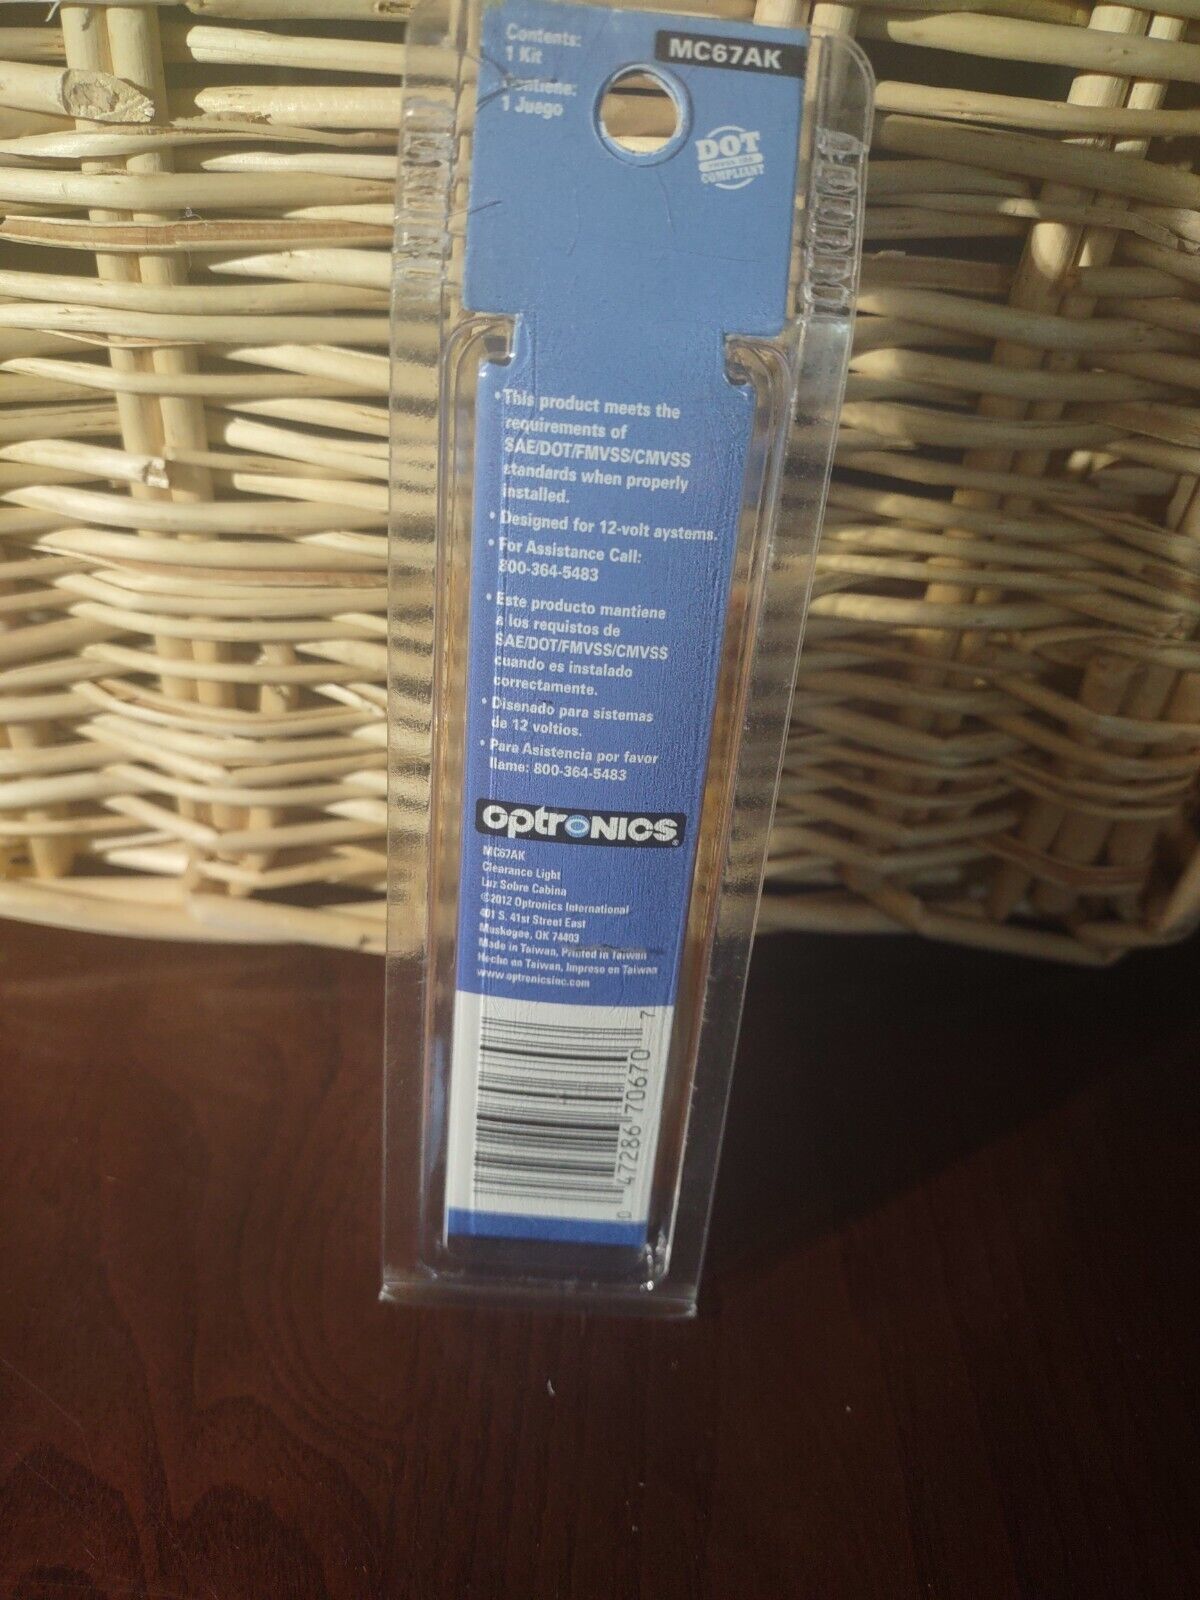 Contents:
1 Kit
Contiene:
1 Juego
MC67AK
DOT
COMPLIANT
• This product meets the
requirements of
SAE/DOT/FMVSS/CMVSS
standards when properly
installed.
• Designed for 12-volt aystems.
• For Assistance Call:
800-364-5483
• Este producto mantiene
a los requistos de
SAE/DOT/FMVSS/CMVSS
cuando es instalado
correctamente.
• Disenado para sistemas
de 12 voltios.
• Para Asistencia por favor
llame: 800-364-5483
optronics®
MC67AK
Clearance Light
Luz Sobre Cabina
©2012 Optronics International
401 S. 41st Street East
Muskogee, OK 74403
Made in Taiwan, Printed in Taiwan
Hecho en Taiwan, Impreso en Taiwan
www.optronicsinc.com
0 47286 70670 7